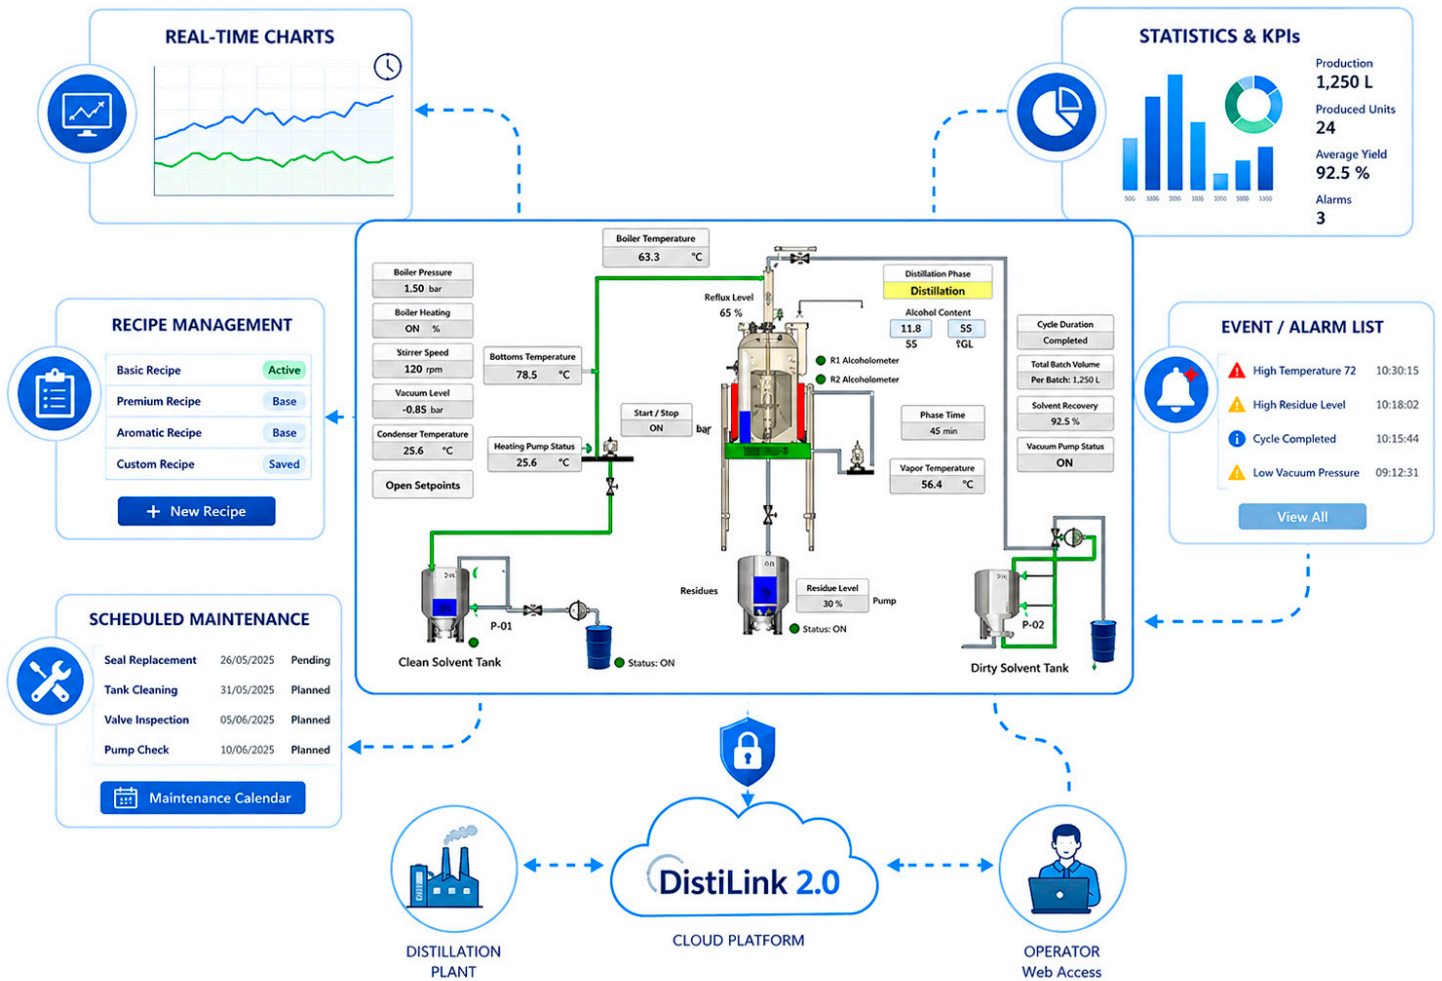 REAL-TIME CHARTS
STATISTICS & KPIs
Production
1,250 L
Produced Units
24
Average Yield
92.5 %
Alarms
3
RECIPE MANAGEMENT
Basic Recipe Active
Premium Recipe Base
Aromatic Recipe Base
Custom Recipe Saved
+ New Recipe
SCHEDULED MAINTENANCE
Seal Replacement 26/05/2025 Pending
Tank Cleaning 31/05/2025 Planned
Valve Inspection 05/06/2025 Planned
Pump Check 10/06/2025 Planned
Maintenance Calendar
Boiler Temperature
63.3 °C
Boiler Pressure
1.50 bar
Boiler Heating
ON %
Stirrer Speed
120 rpm
Vacuum Level
-0.85 bar
Condenser Temperature
25.6 °C
Open Setpoints
Bottoms Temperature
78.5 °C
Heating Pump Status
25.6 °C
Start / Stop
ON
bar
Reflux Level
65 %
R1 Alcoholometer
R2 Alcoholometer
Distillation Phase
Distillation
Alcohol Content
11.8 SS
SS °GL
Phase Time
45 min
Vapor Temperature
56.4 °C
Cycle Duration
Completed
Total Batch Volume
Per Batch: 1,250 L
Solvent Recovery
92.5 %
Vacuum Pump Status
ON
P-01
Clean Solvent Tank
Status: ON
Residues
Residue Level
30 %
Pump
Status: ON
P-02
Dirty Solvent Tank
EVENT / ALARM LIST
High Temperature 72 10:30:15
High Residue Level 10:18:02
Cycle Completed 10:15:44
Low Vacuum Pressure 09:12:31
View All
DISTILLATION
PLANT
DistiLink 2.0
CLOUD PLATFORM
OPERATOR
Web Access